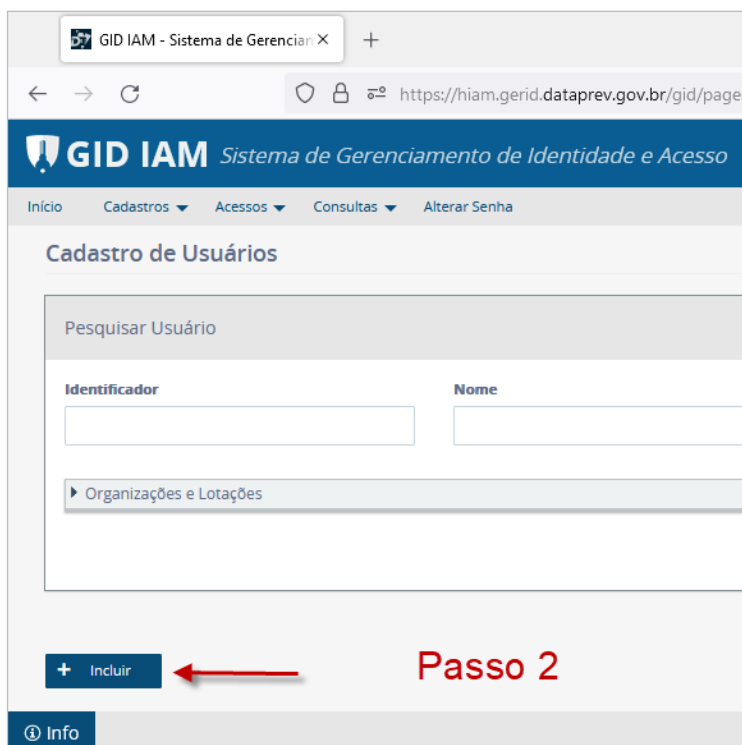 GID IAM - Sistema de Gerencian
https://hiam.gerid.dataprev.gov.br/gid/page
GID IAM Sistema de Gerenciamento de Identidade e Acesso
Início Cadastros Acessos Consultas Alterar Senha
Cadastro de Usuários
Pesquisar Usuário
Identificador Nome
Organizações e Lotações
+ Incluir Passo 2
Info